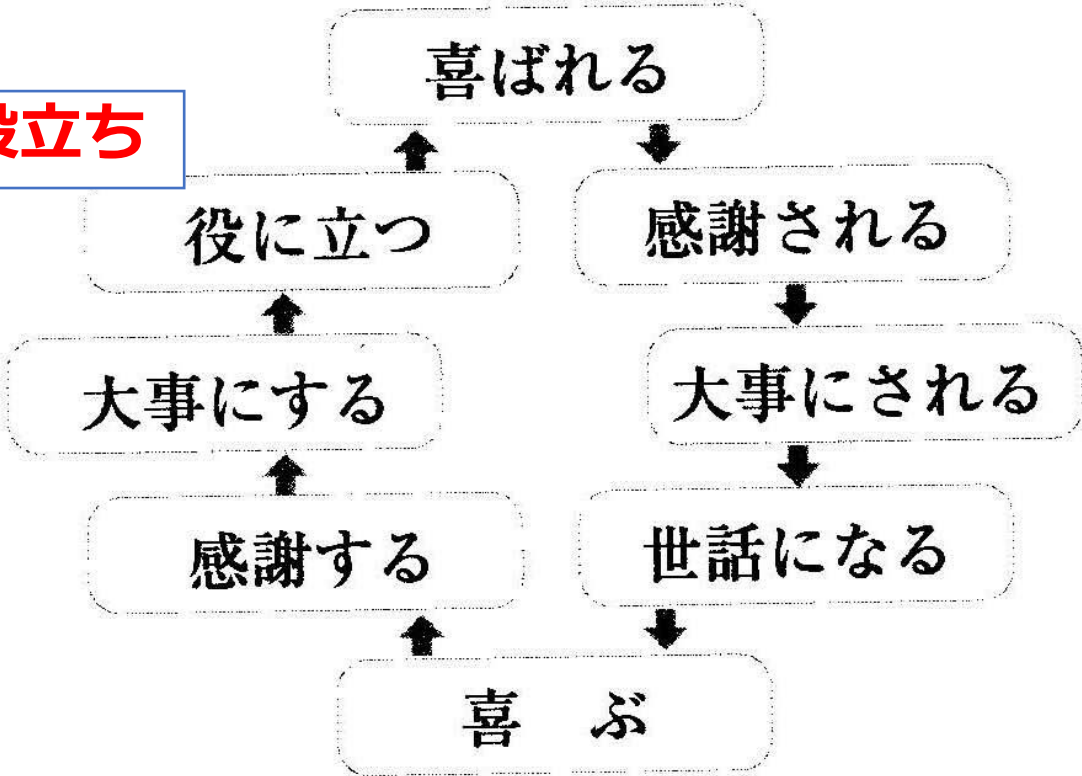 喜ばれる
役立ち
役に立つ
感謝される
大事にする
大事にされる
感謝する
世話になる
喜 ぶ